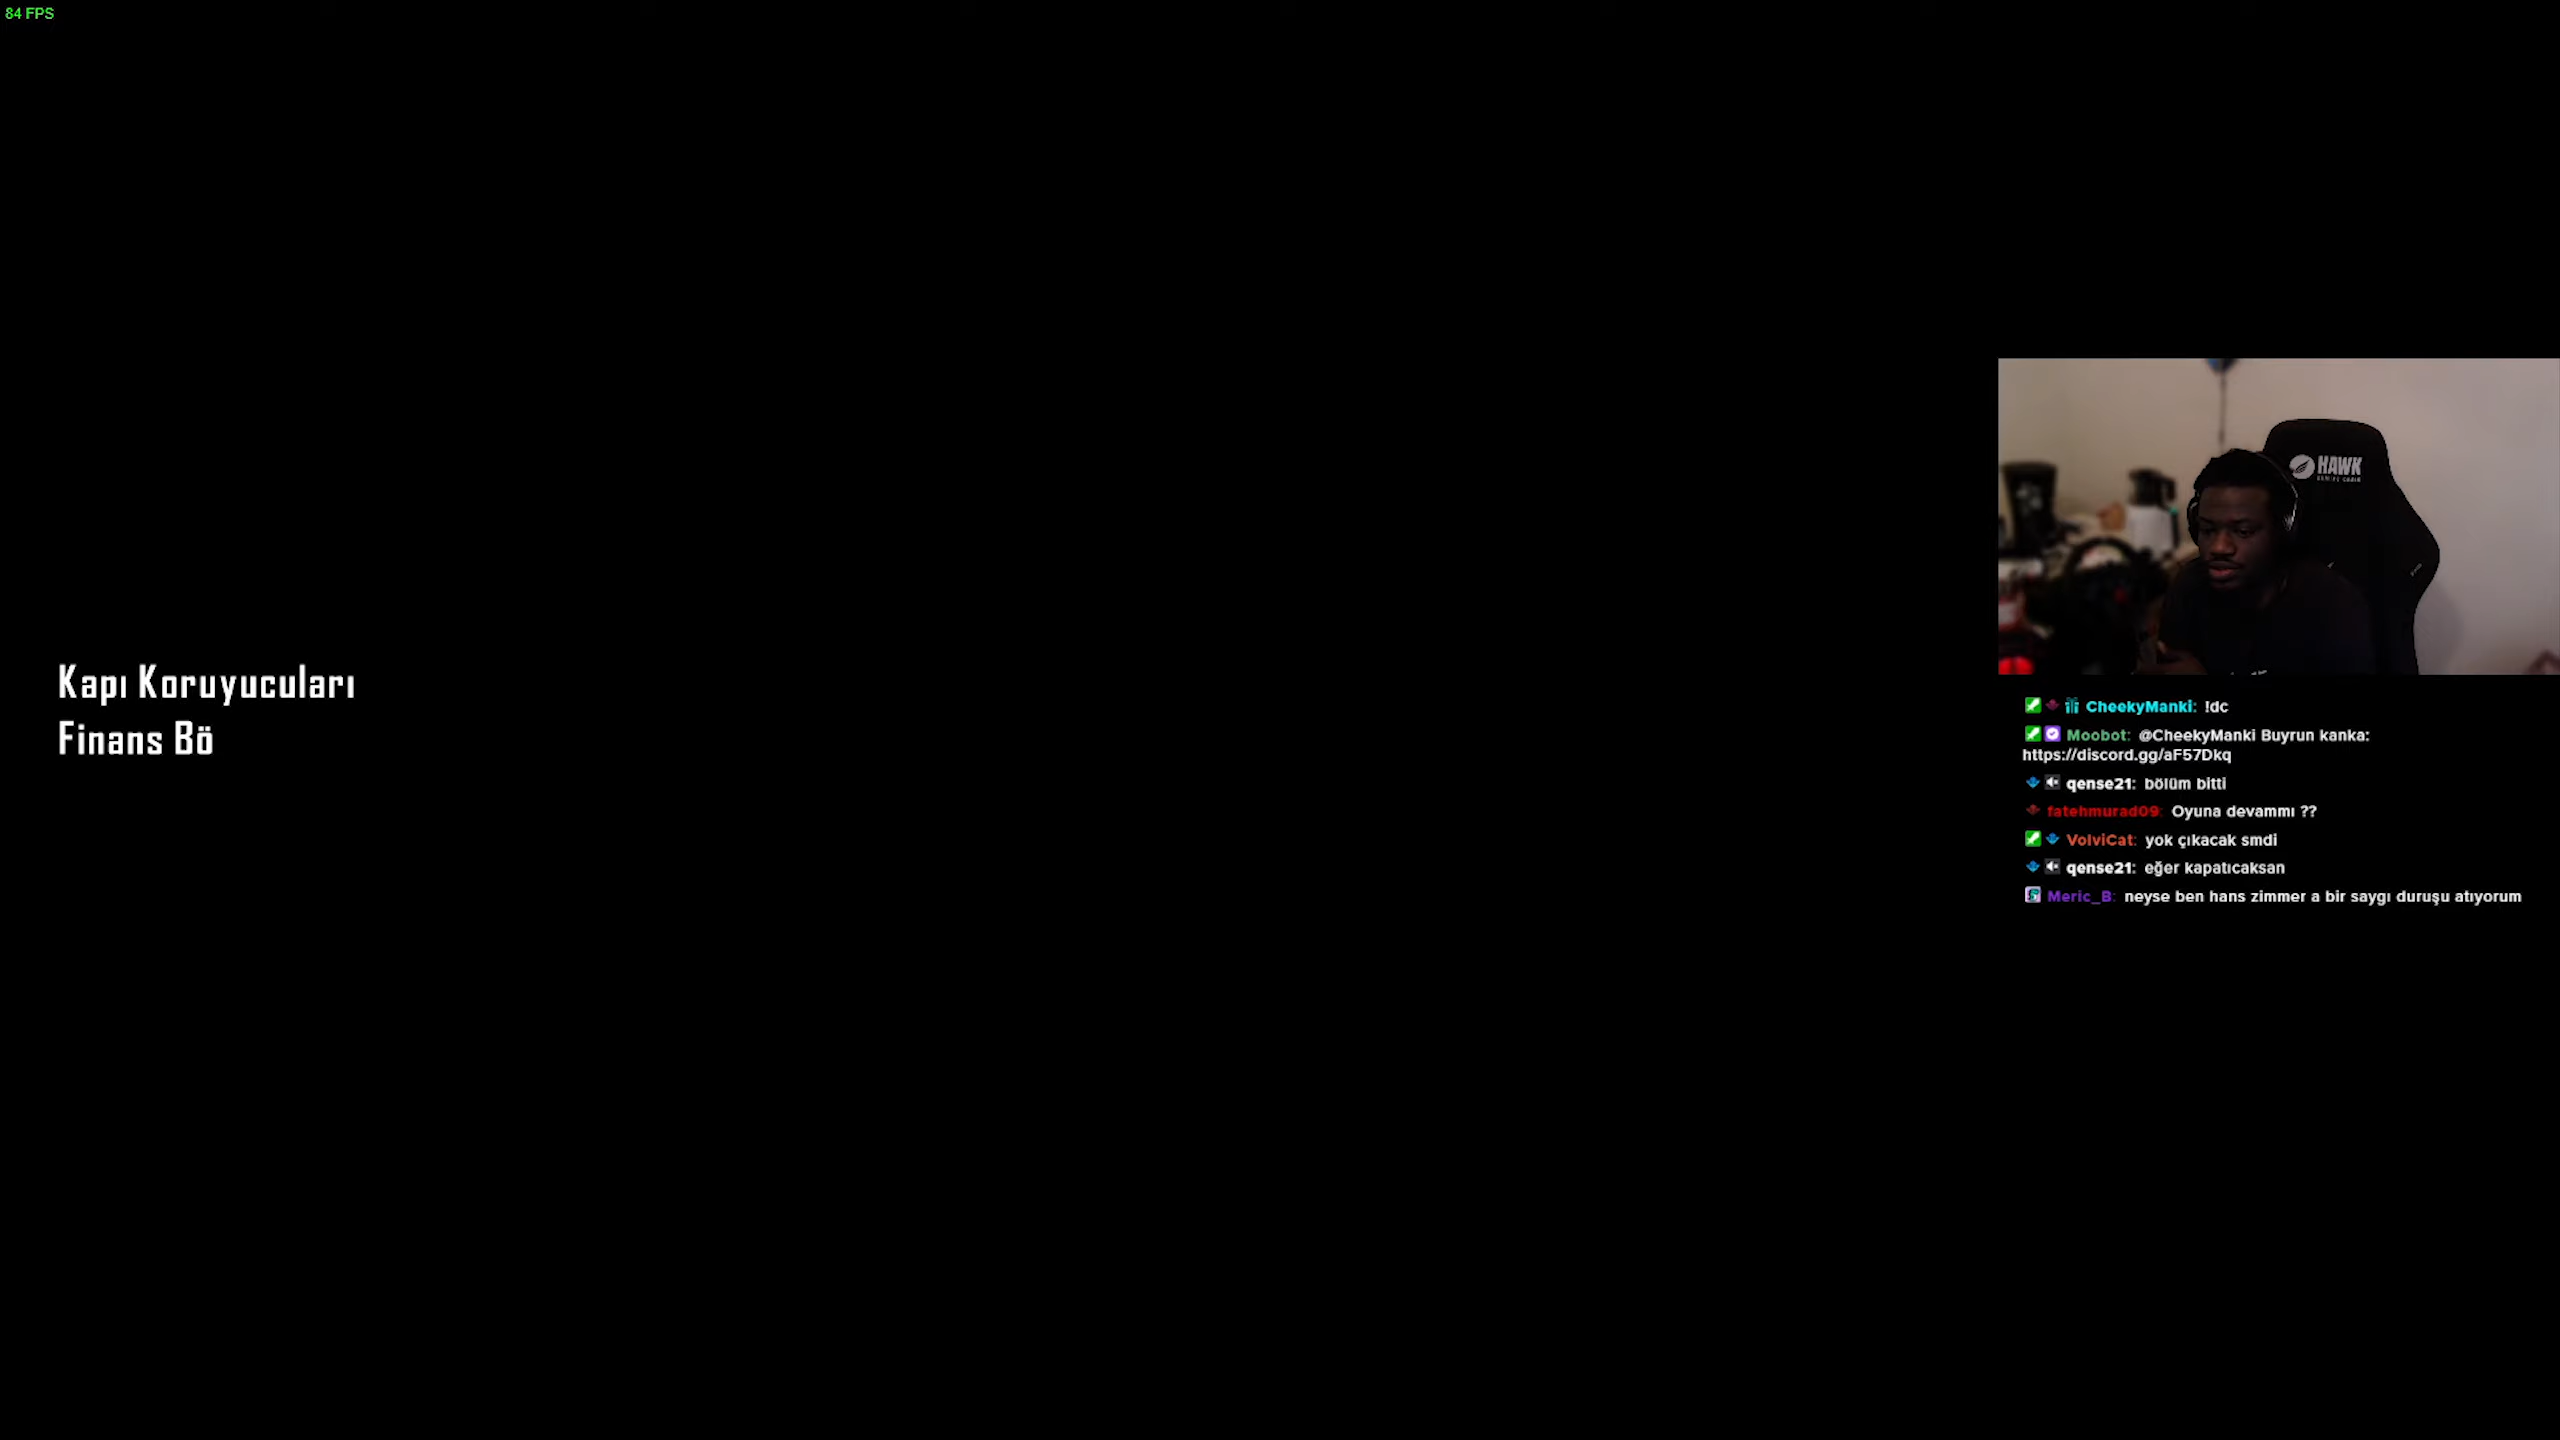 84 FPS
HAWK
Kapı Koruyucuları
Finans Bö
CheekyManki: !dc
Moobot: @CheekyManki Buyrun kanka:
https://discord.gg/aF57Dkq
qense21: bölüm bitti
fatehmurad09: Oyuna devammı ??
VolviCat: yok çıkacak smdi
qense21: eğer kapatıcaksan
Meric_B: neyse ben hans zimmer a bir saygı duruşu atıyorum